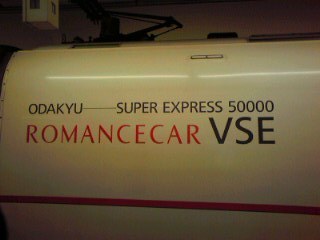 ODAKYU——SUPER EXPRESS 50000
ROMANCECAR VSE